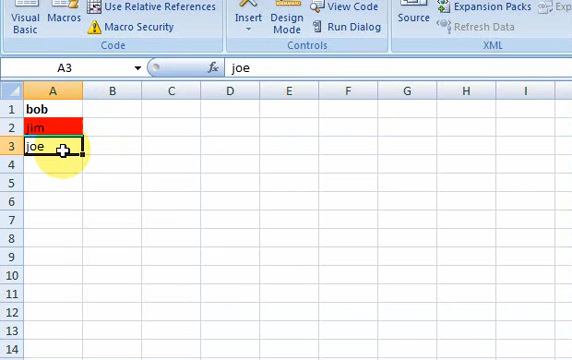 Visual Basic
Macros
Use Relative References
Macro Security
Code
Insert
Design Mode
View Code
Run Dialog
Controls
Source
Expansion Packs
Refresh Data
XML
A3
fx
joe
A B C D E F G H I
1 bob
2 jim
3 joe
4
5
6
7
8
9
10
11
12
13
14